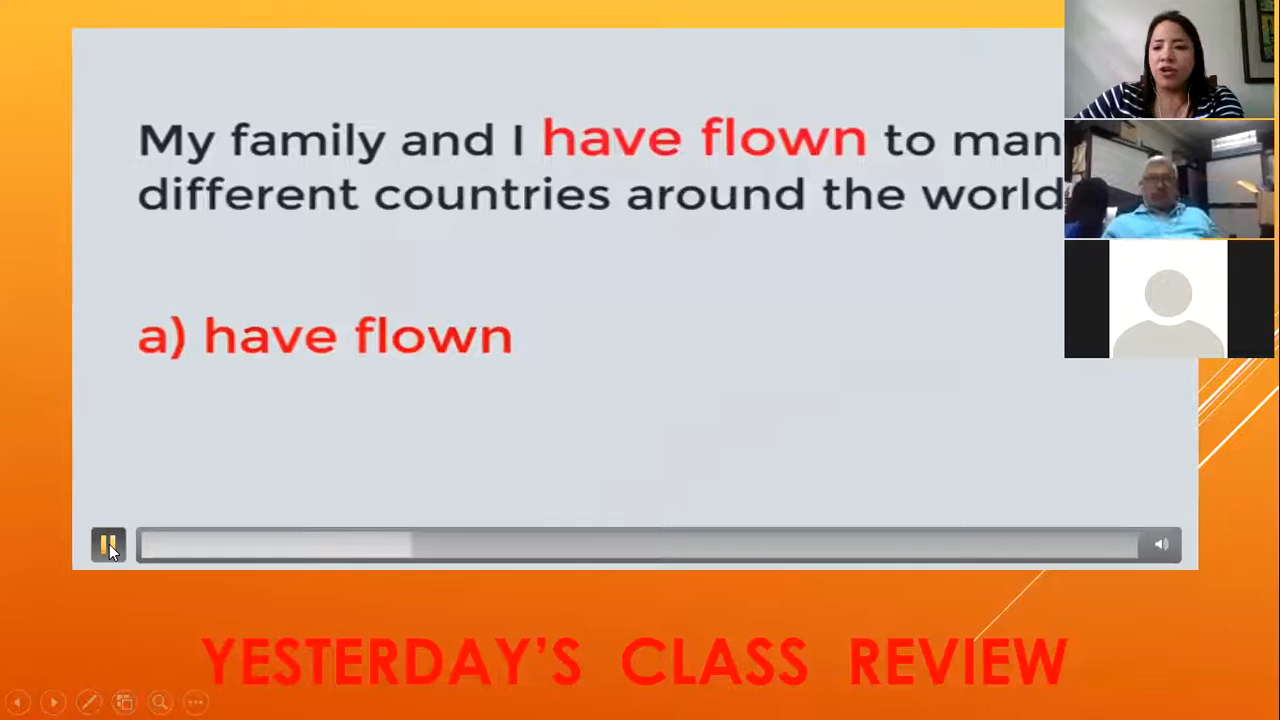 My family and I have flown to man
different countries around the world
a) have flown
YESTERDAY'S CLASS REVIEW